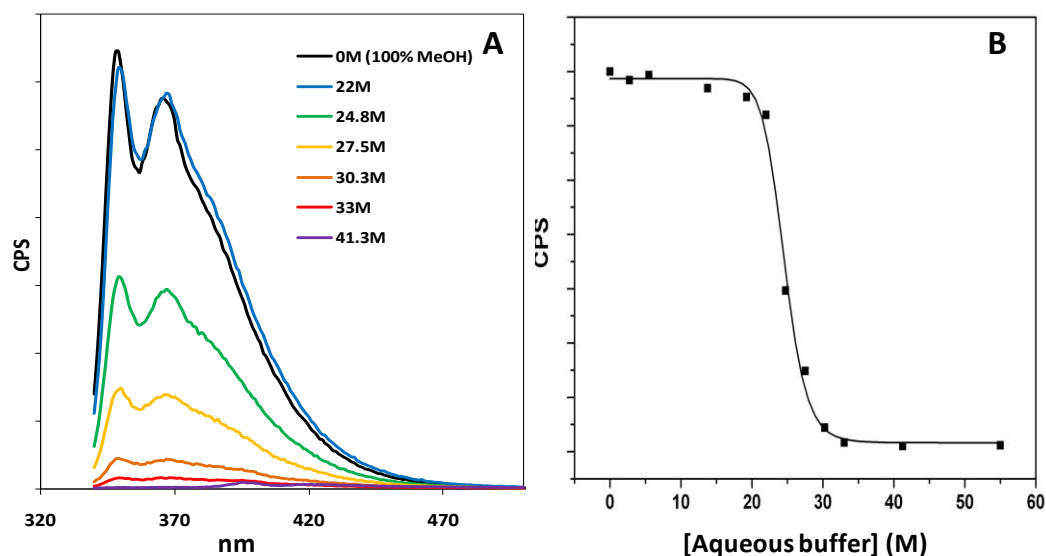 A
0M (100% MeOH)
22M
24.8M
27.5M
30.3M
33M
41.3M
CPS
320
370
420
470
nm
B
CPS
0
10
20
30
40
50
60
[Aqueous buffer] (M)